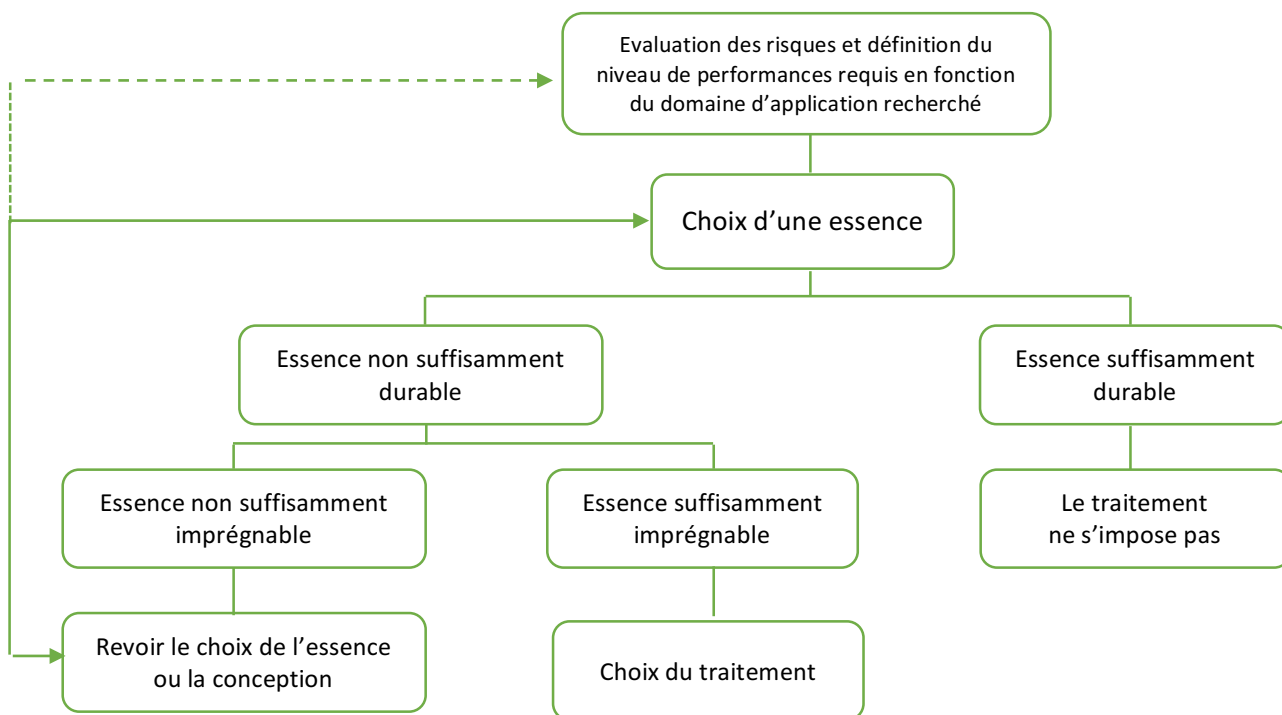 Evaluation des risques et définition du
niveau de performances requis en fonction
du domaine d’application recherché
Choix d’une essence
Essence non suffisamment
durable
Essence suffisamment
durable
Essence non suffisamment
imprégnable
Essence suffisamment
imprégnable
Le traitement
ne s’impose pas
Revoir le choix de l’essence
ou la conception
Choix du traitement